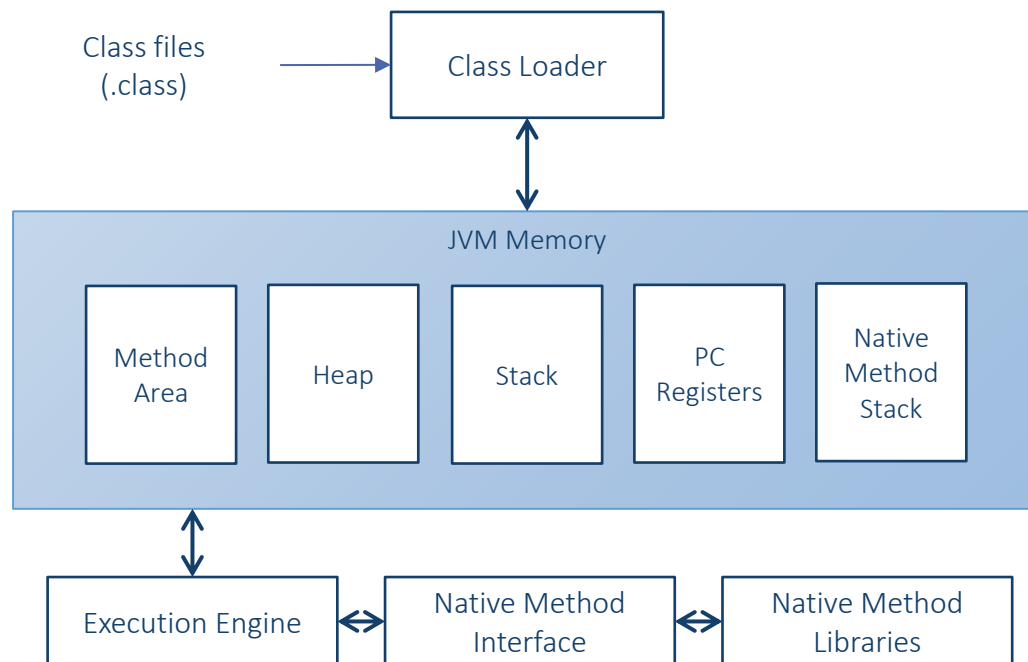 Class files
(.class)
Class Loader
JVM Memory
Method
Area
Heap
Stack
PC
Registers
Native
Method
Stack
Execution Engine
Native Method
Interface
Native Method
Libraries